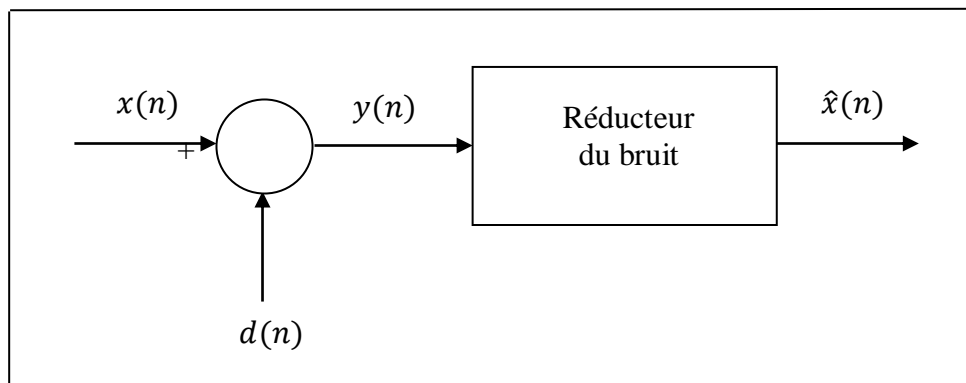 x(n)
y(n)
x̂(n)
+
Réducteur
du bruit
d(n)